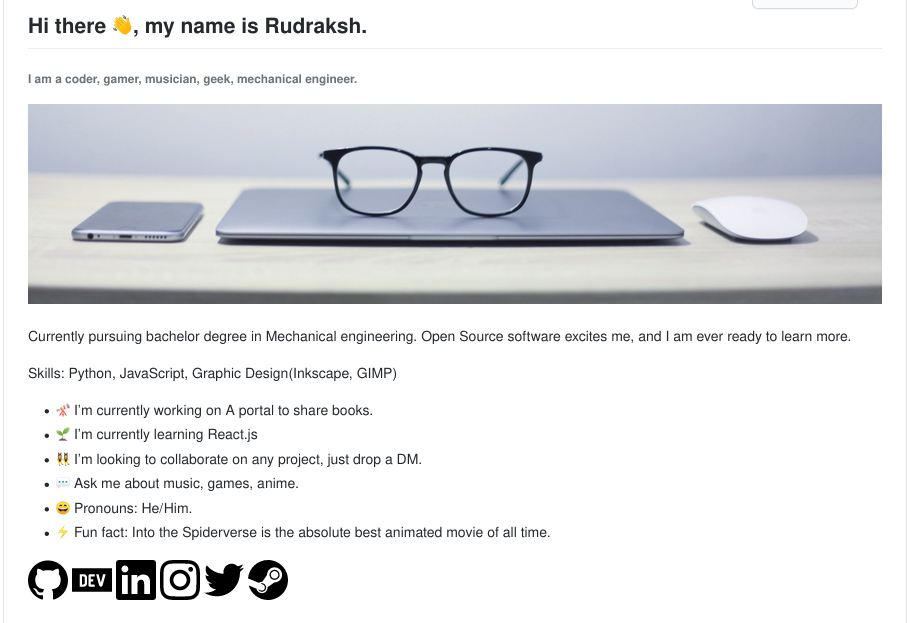 Hi there 👋, my name is Rudraksh.
I am a coder, gamer, musician, geek, mechanical engineer.
Currently pursuing bachelor degree in Mechanical engineering. Open Source software excites me, and I am ever ready to learn more.
Skills: Python, JavaScript, Graphic Design(Inkscape, GIMP)
• 🔭 I’m currently working on A portal to share books.
• 🌱 I’m currently learning React.js
• 👯 I’m looking to collaborate on any project, just drop a DM.
• 💬 Ask me about music, games, anime.
• 😄 Pronouns: He/Him.
• ⚡ Fun fact: Into the Spiderverse is the absolute best animated movie of all time.
DEV in